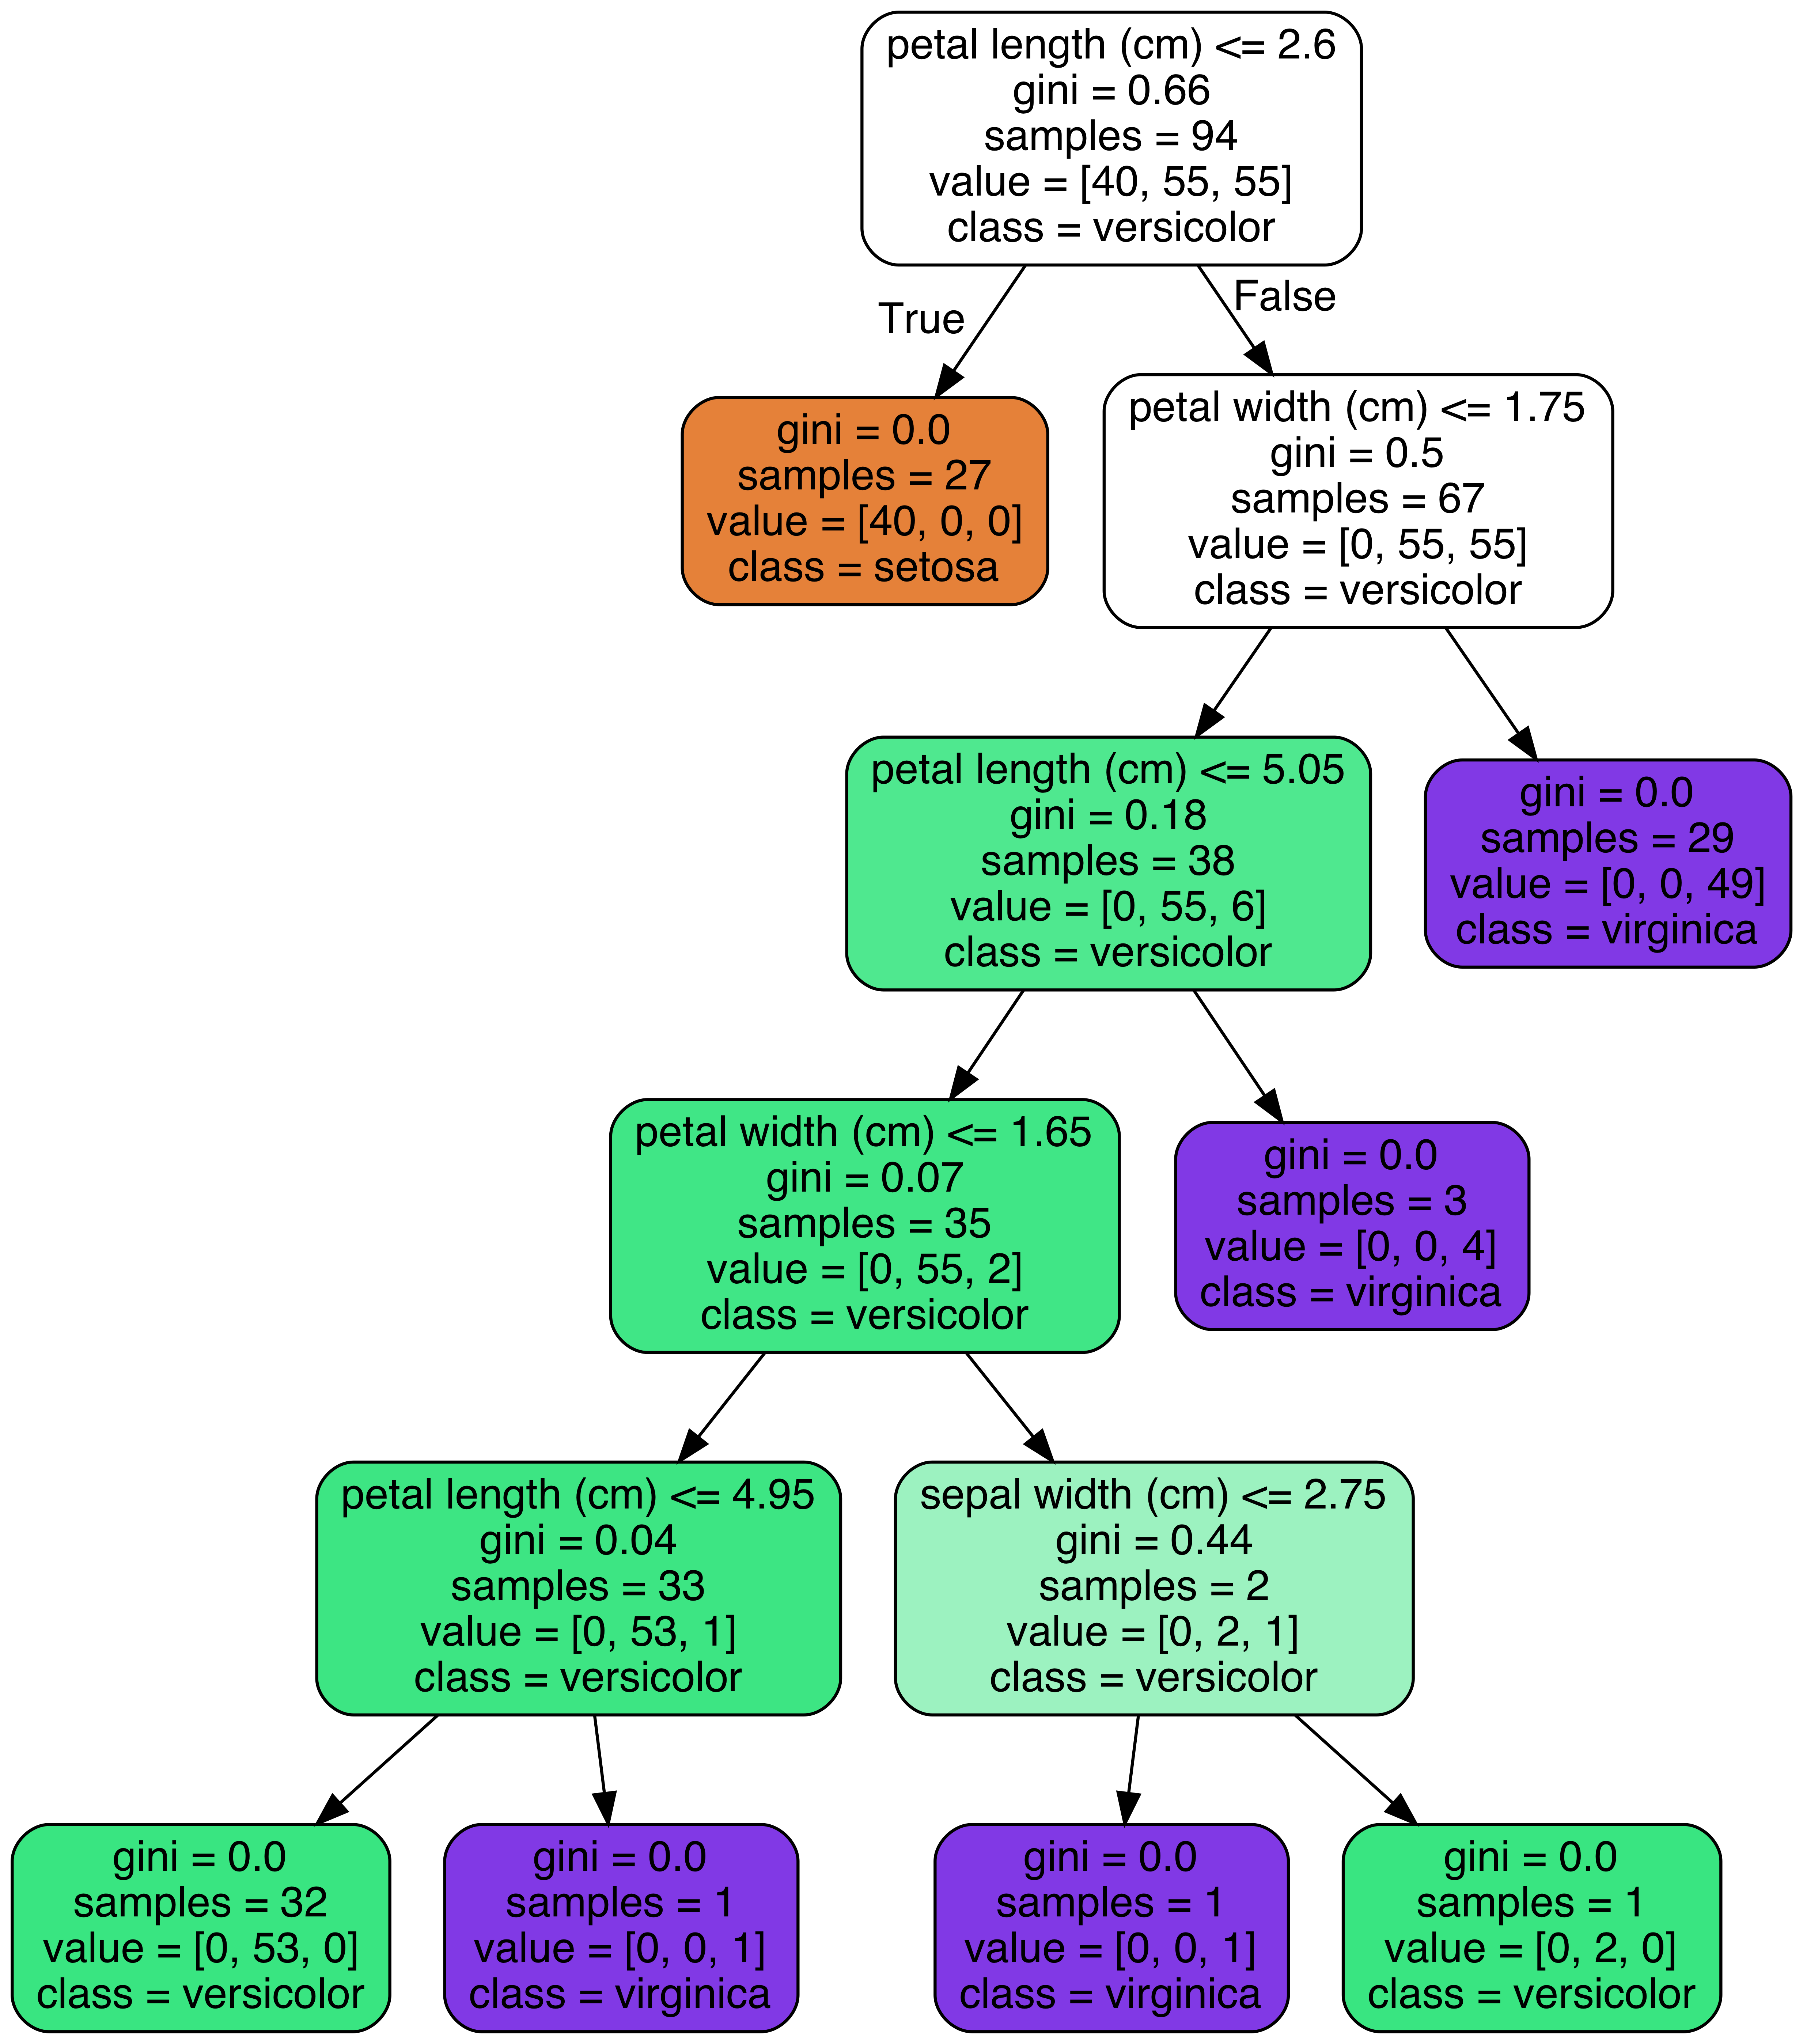 petal length (cm) <= 2.6
gini = 0.66
samples = 94
value = [40, 55, 55]
class = versicolor
True
False
gini = 0.0
samples = 27
value = [40, 0, 0]
class = setosa
petal width (cm) <= 1.75
gini = 0.5
samples = 67
value = [0, 55, 55]
class = versicolor
petal length (cm) <= 5.05
gini = 0.18
samples = 38
value = [0, 55, 6]
class = versicolor
gini = 0.0
samples = 29
value = [0, 0, 49]
class = virginica
petal width (cm) <= 1.65
gini = 0.07
samples = 35
value = [0, 55, 2]
class = versicolor
gini = 0.0
samples = 3
value = [0, 0, 4]
class = virginica
petal length (cm) <= 4.95
gini = 0.04
samples = 33
value = [0, 53, 1]
class = versicolor
sepal width (cm) <= 2.75
gini = 0.44
samples = 2
value = [0, 2, 1]
class = versicolor
gini = 0.0
samples = 32
value = [0, 53, 0]
class = versicolor
gini = 0.0
samples = 1
value = [0, 0, 1]
class = virginica
gini = 0.0
samples = 1
value = [0, 0, 1]
class = virginica
gini = 0.0
samples = 1
value = [0, 2, 0]
class = versicolor